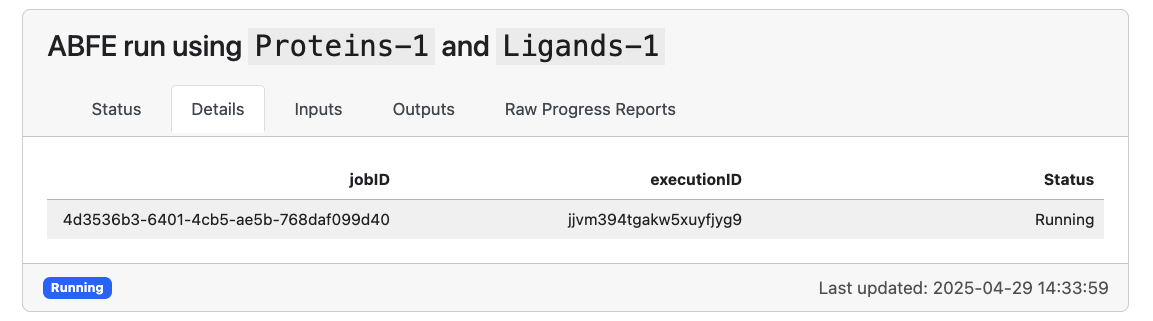 ABFE run using Proteins-1 and Ligands-1
Status Details Inputs Outputs Raw Progress Reports
jobID executionID Status
4d3536b3-6401-4cb5-ae5b-768daf099d40 jjvm394tgakw5xuyfjyg9 Running
Running Last updated: 2025-04-29 14:33:59